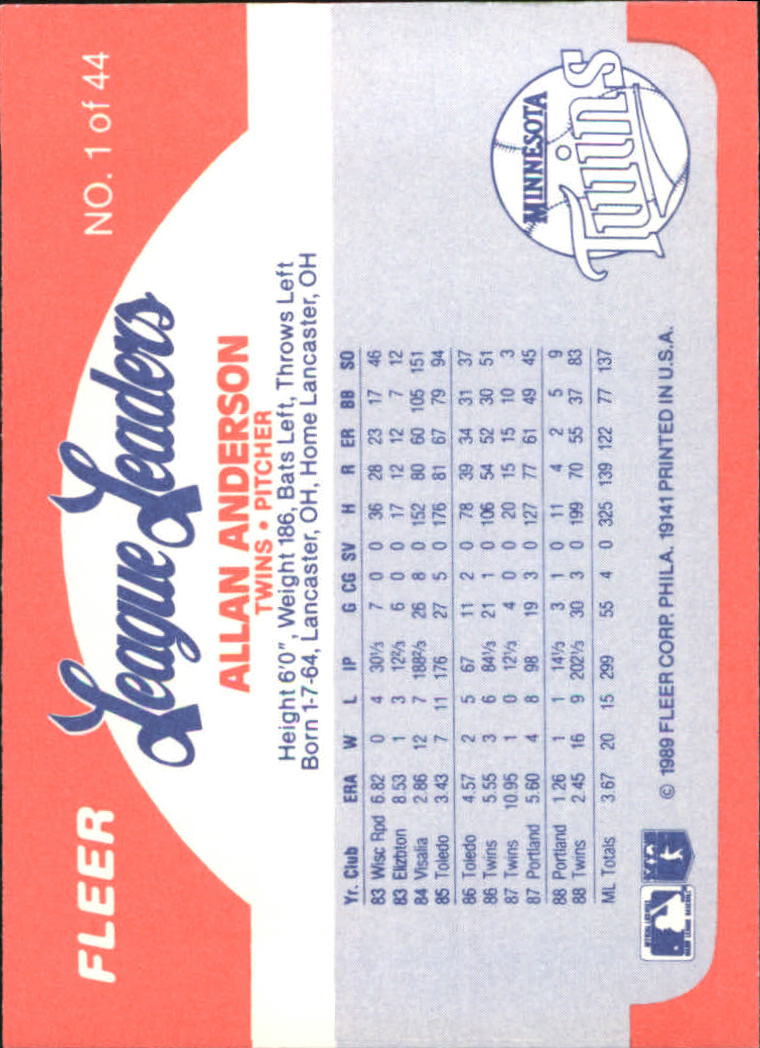 FLEER
NO. 1 of 44
League Leaders
ALLAN ANDERSON
TWINS • PITCHER
Height 6'0", Weight 186, Bats Left, Throws Left
Born 1-7-64, Lancaster, OH, Home Lancaster, OH
Yr. Club ERA W L IP G CG SV H R ER BB SO
83 Wisc Rpd 6.82 0 4 30⅓ 7 0 0 36 28 23 17 46
83 Elizbton 8.53 1 3 12⅔ 6 0 0 17 12 12 7 12
84 Visalia 2.86 12 7 188⅔ 26 8 0 152 80 60 105 151
85 Toledo 3.43 7 11 176 27 5 0 176 81 67 79 94
86 Toledo 4.57 2 5 67 11 2 0 78 39 34 31 37
86 Twins 5.55 3 6 84⅓ 21 1 0 106 54 52 30 51
87 Twins 10.95 1 0 12⅓ 4 0 0 20 15 15 10 3
87 Portland 5.60 4 8 98 19 3 0 127 77 61 49 45
88 Portland 1.26 1 1 14⅓ 3 1 0 11 4 2 5 9
88 Twins 2.45 16 9 202⅓ 30 3 0 199 70 55 37 83
ML Totals 3.67 20 15 299 55 4 0 325 139 122 77 137
© 1989 FLEER CORP. PHILA. 19141 PRINTED IN U.S.A.
MINNESOTA
Twins